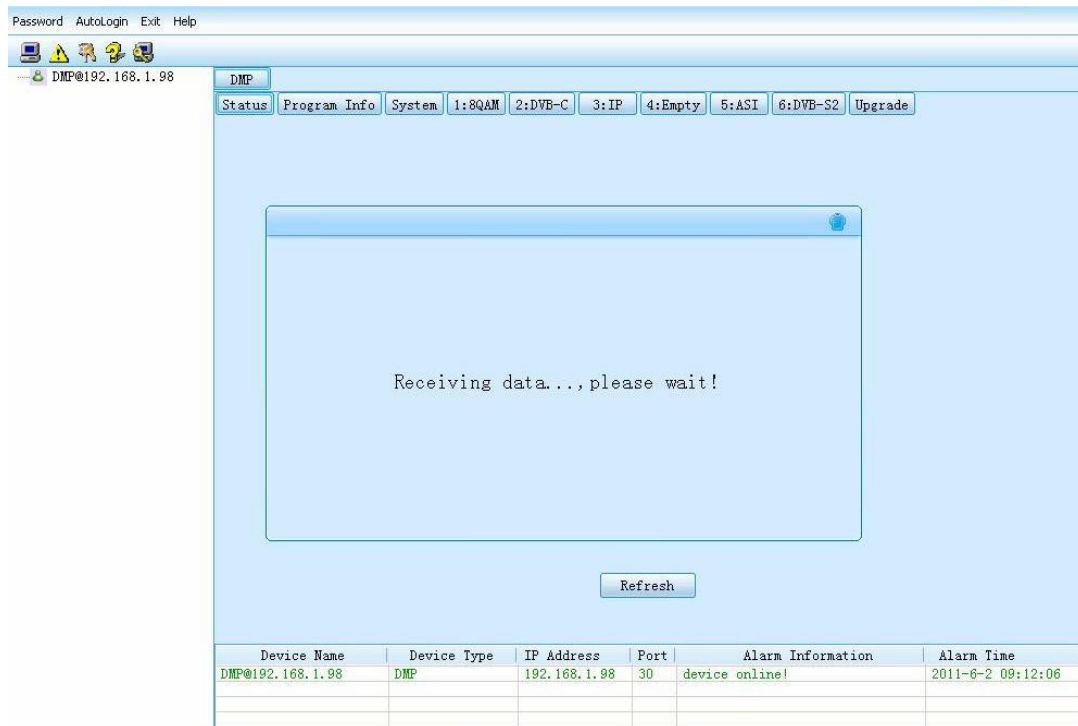 Password AutoLogin Exit Help
DMP@192.168.1.98
DMP
Status Program Info System 1:8QAM 2:DVB-C 3:IP 4:Empty 5:ASI 6:DVB-S2 Upgrade
Receiving data...,please wait!
Refresh
Device Name Device Type IP Address Port Alarm Information Alarm Time
DMP@192.168.1.98 DMP 192.168.1.98 30 device online! 2011-6-2 09:12:06